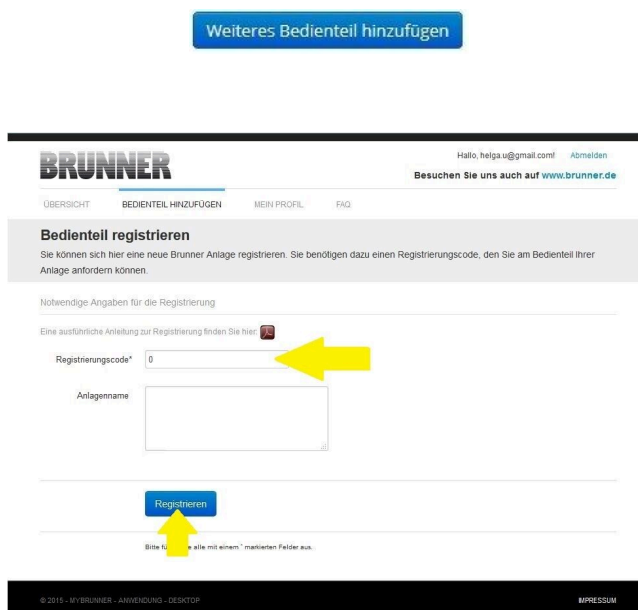 Weiteres Bedienteil hinzufügen
BRUNNER
Hallo, helga.u@gmail.com! Abmelden
Besuchen Sie uns auch auf www.brunner.de
ÜBERSICHT BEDIENTEIL HINZUFÜGEN MEIN PROFIL FAQ
Bedienteil registrieren
Sie können sich hier eine neue Brunner Anlage registrieren. Sie benötigen dazu einen Registrierungscode, den Sie am Bedienteil Ihrer
Anlage anfordern können.
Notwendige Angaben für die Registrierung
Eine ausführliche Anleitung zur Registrierung finden Sie hier:
Registrierungscode* 0
Anlagenname
Registrieren
Bitte alle mit einem * markierten Felder aus.
© 2015 - MYBRUNNER - ANWENDUNG - DESKTOP IMPRESSUM